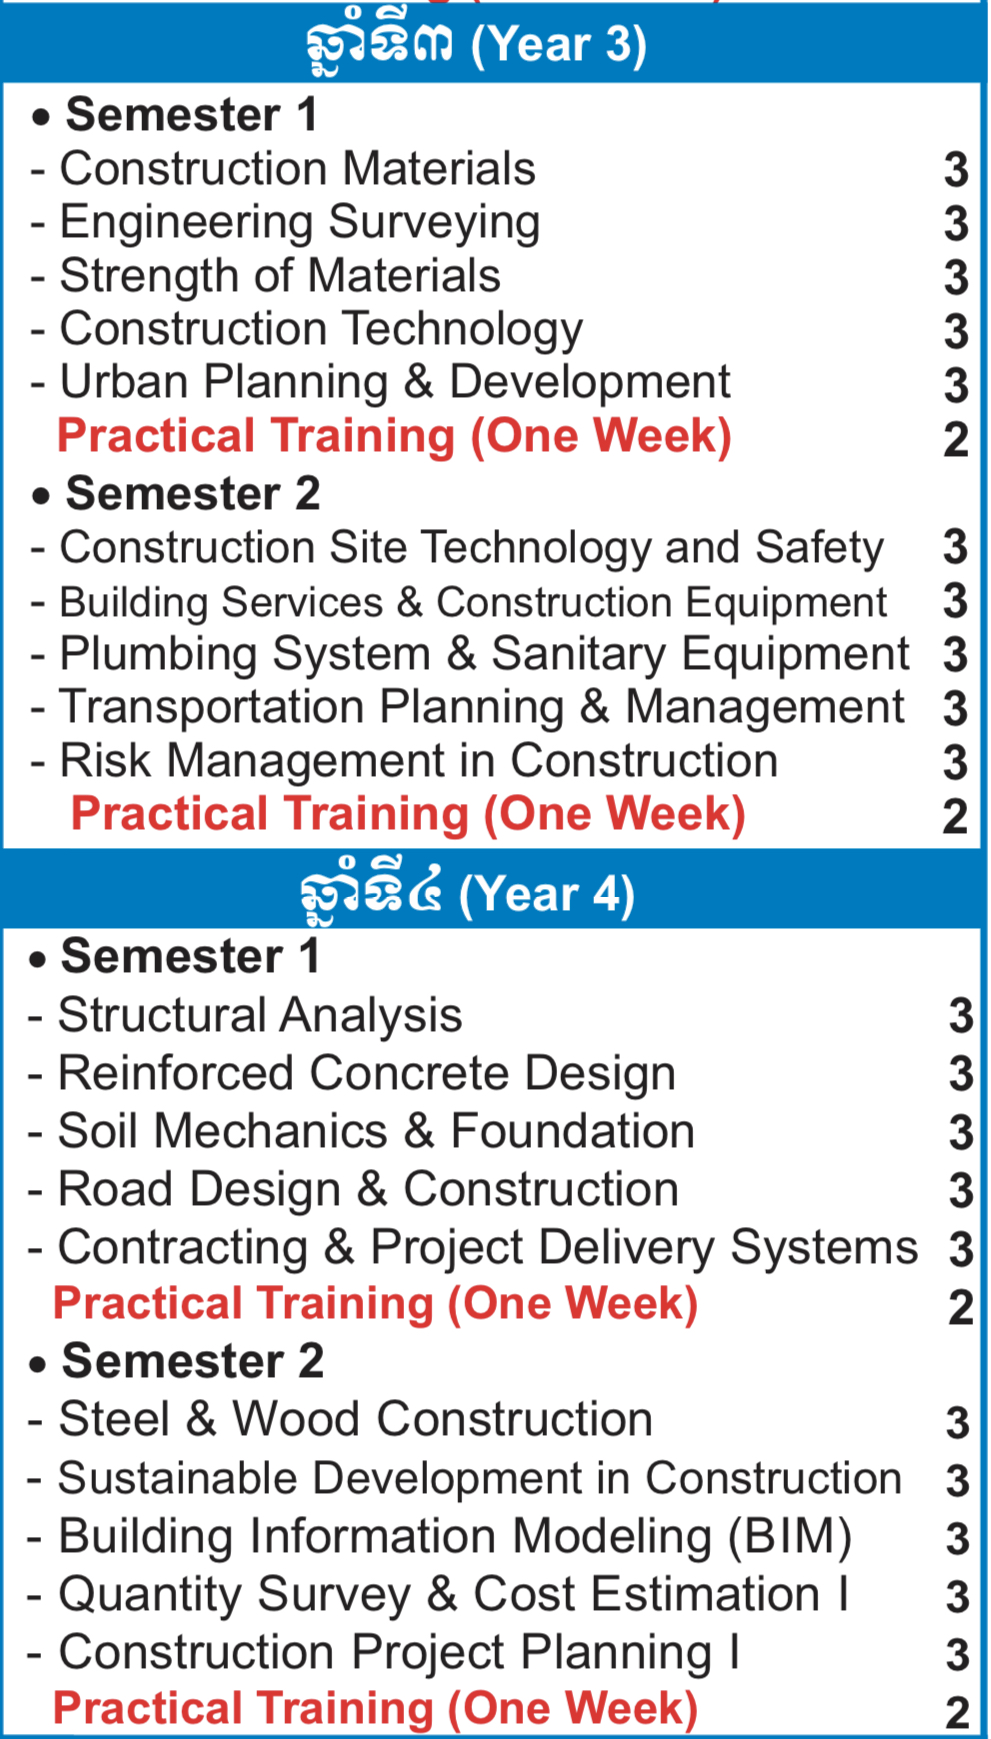 ឆ្នាំទី៣ (Year 3)
• Semester 1
- Construction Materials 3
- Engineering Surveying 3
- Strength of Materials 3
- Construction Technology 3
- Urban Planning & Development 3
Practical Training (One Week) 2
• Semester 2
- Construction Site Technology and Safety 3
- Building Services & Construction Equipment 3
- Plumbing System & Sanitary Equipment 3
- Transportation Planning & Management 3
- Risk Management in Construction 3
Practical Training (One Week) 2
ឆ្នាំទី៤ (Year 4)
• Semester 1
- Structural Analysis 3
- Reinforced Concrete Design 3
- Soil Mechanics & Foundation 3
- Road Design & Construction 3
- Contracting & Project Delivery Systems 3
Practical Training (One Week) 2
• Semester 2
- Steel & Wood Construction 3
- Sustainable Development in Construction 3
- Building Information Modeling (BIM) 3
- Quantity Survey & Cost Estimation I 3
- Construction Project Planning I 3
Practical Training (One Week) 2